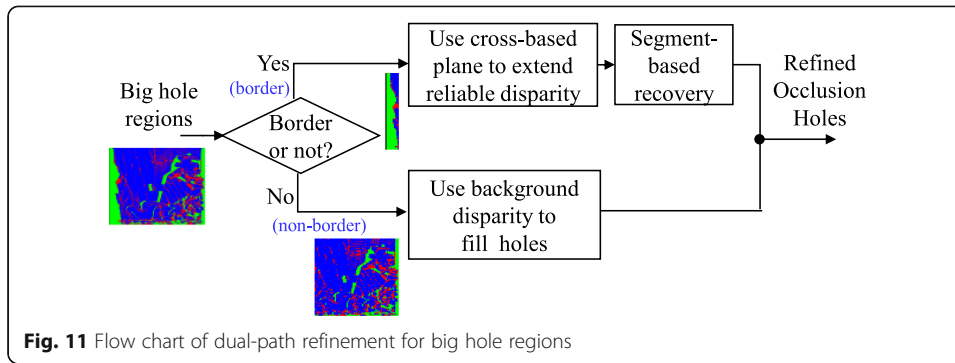 Big hole
regions
Border
or not?
Yes
(border)
Use cross-based
plane to extend
reliable disparity
Segment-
based
recovery
No
(non-border)
Use background
disparity to
fill holes
Refined
Occlusion
Holes
Fig. 11 Flow chart of dual-path refinement for big hole regions